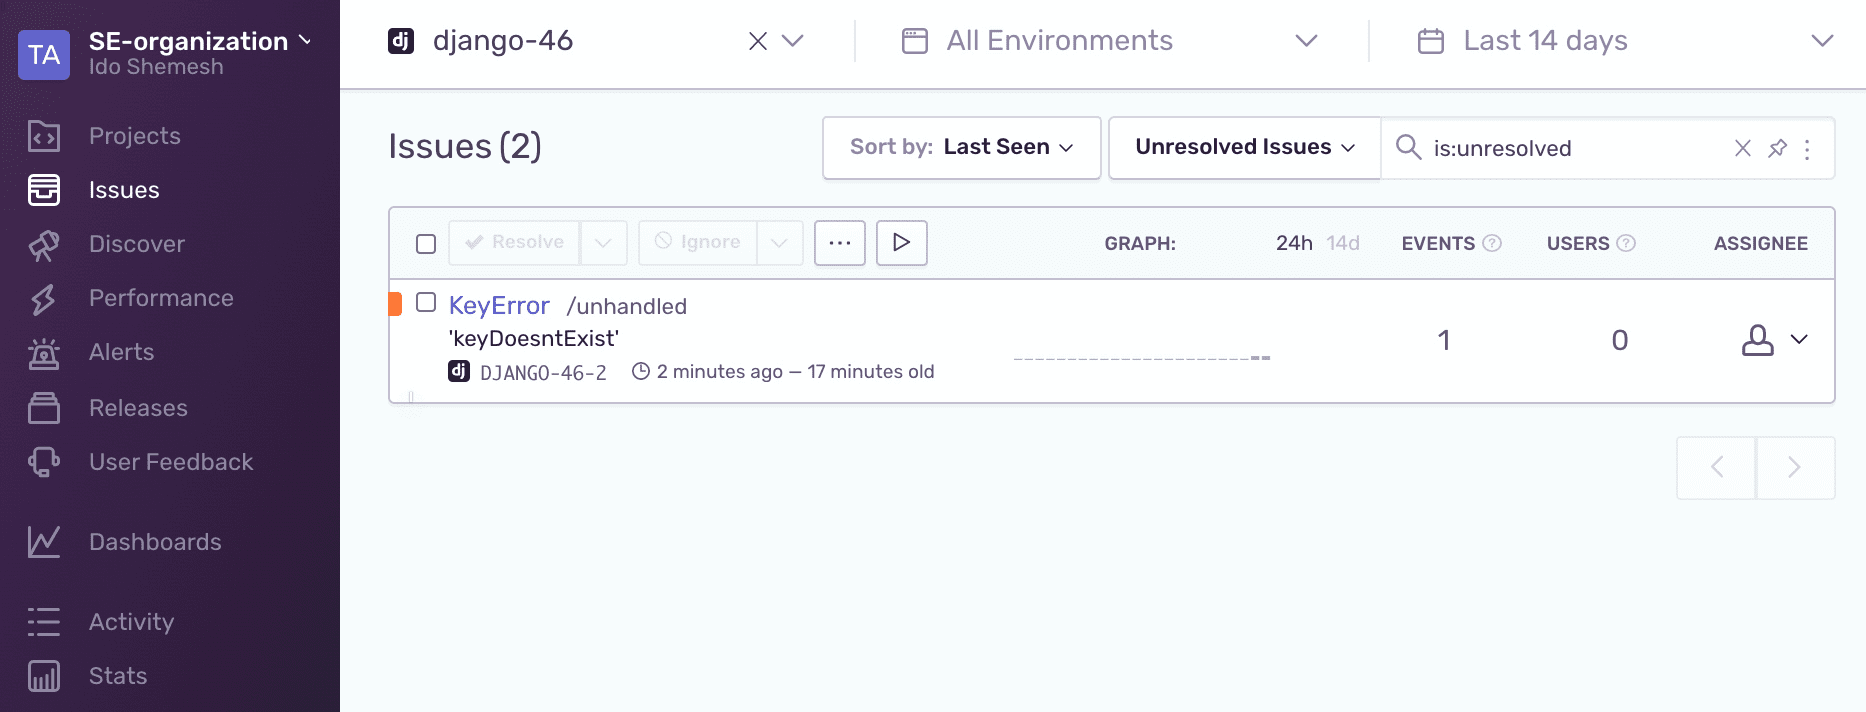 TA
SE-organization
Ido Shemesh
Projects
Issues
Discover
Performance
Alerts
Releases
User Feedback
Dashboards
Activity
Stats
dj django-46
All Environments
Last 14 days
Issues (2)
Sort by: Last Seen
Unresolved Issues
is:unresolved
Resolve
Ignore
GRAPH: 24h 14d EVENTS ? USERS ? ASSIGNEE
KeyError /unhandled
'keyDoesntExist'
dj DJANGO-46-2 2 minutes ago — 17 minutes old
1 0